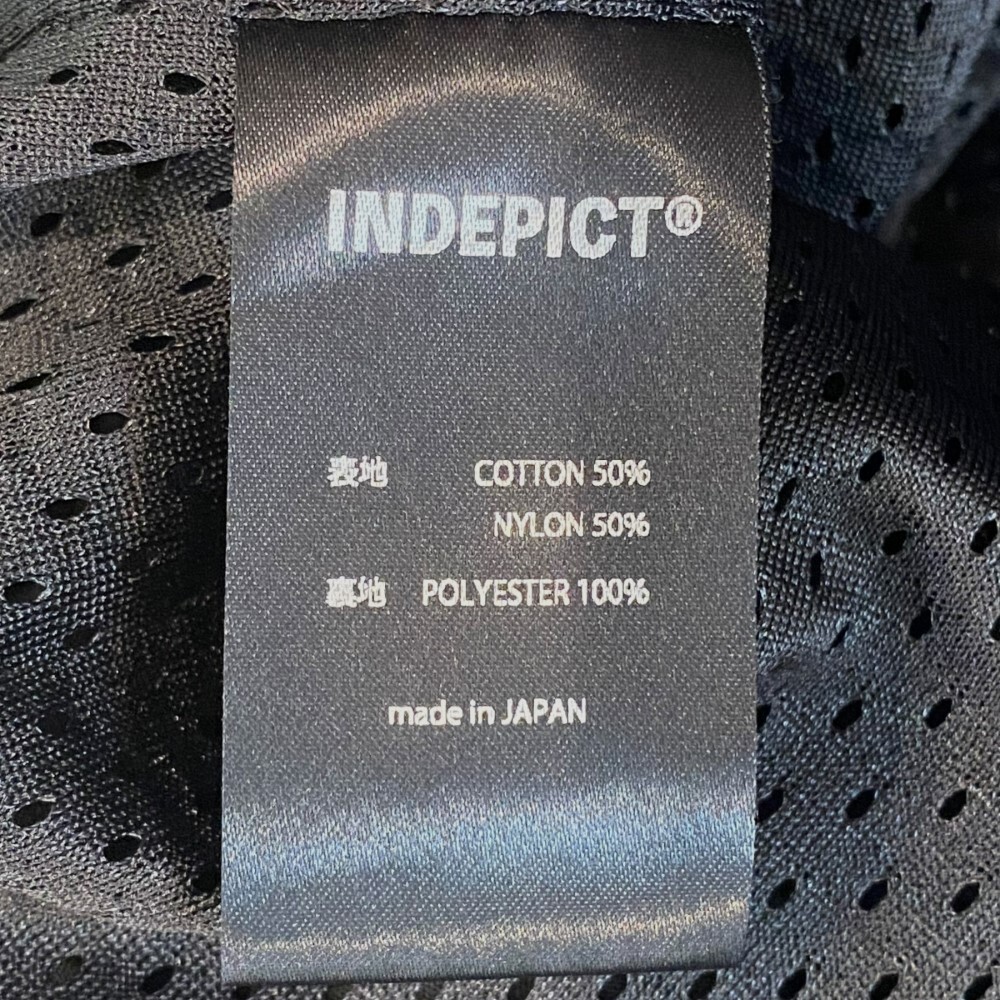 INDEPICT®
表地 COTTON 50%
NYLON 50%
裏地 POLYESTER 100%
made in JAPAN